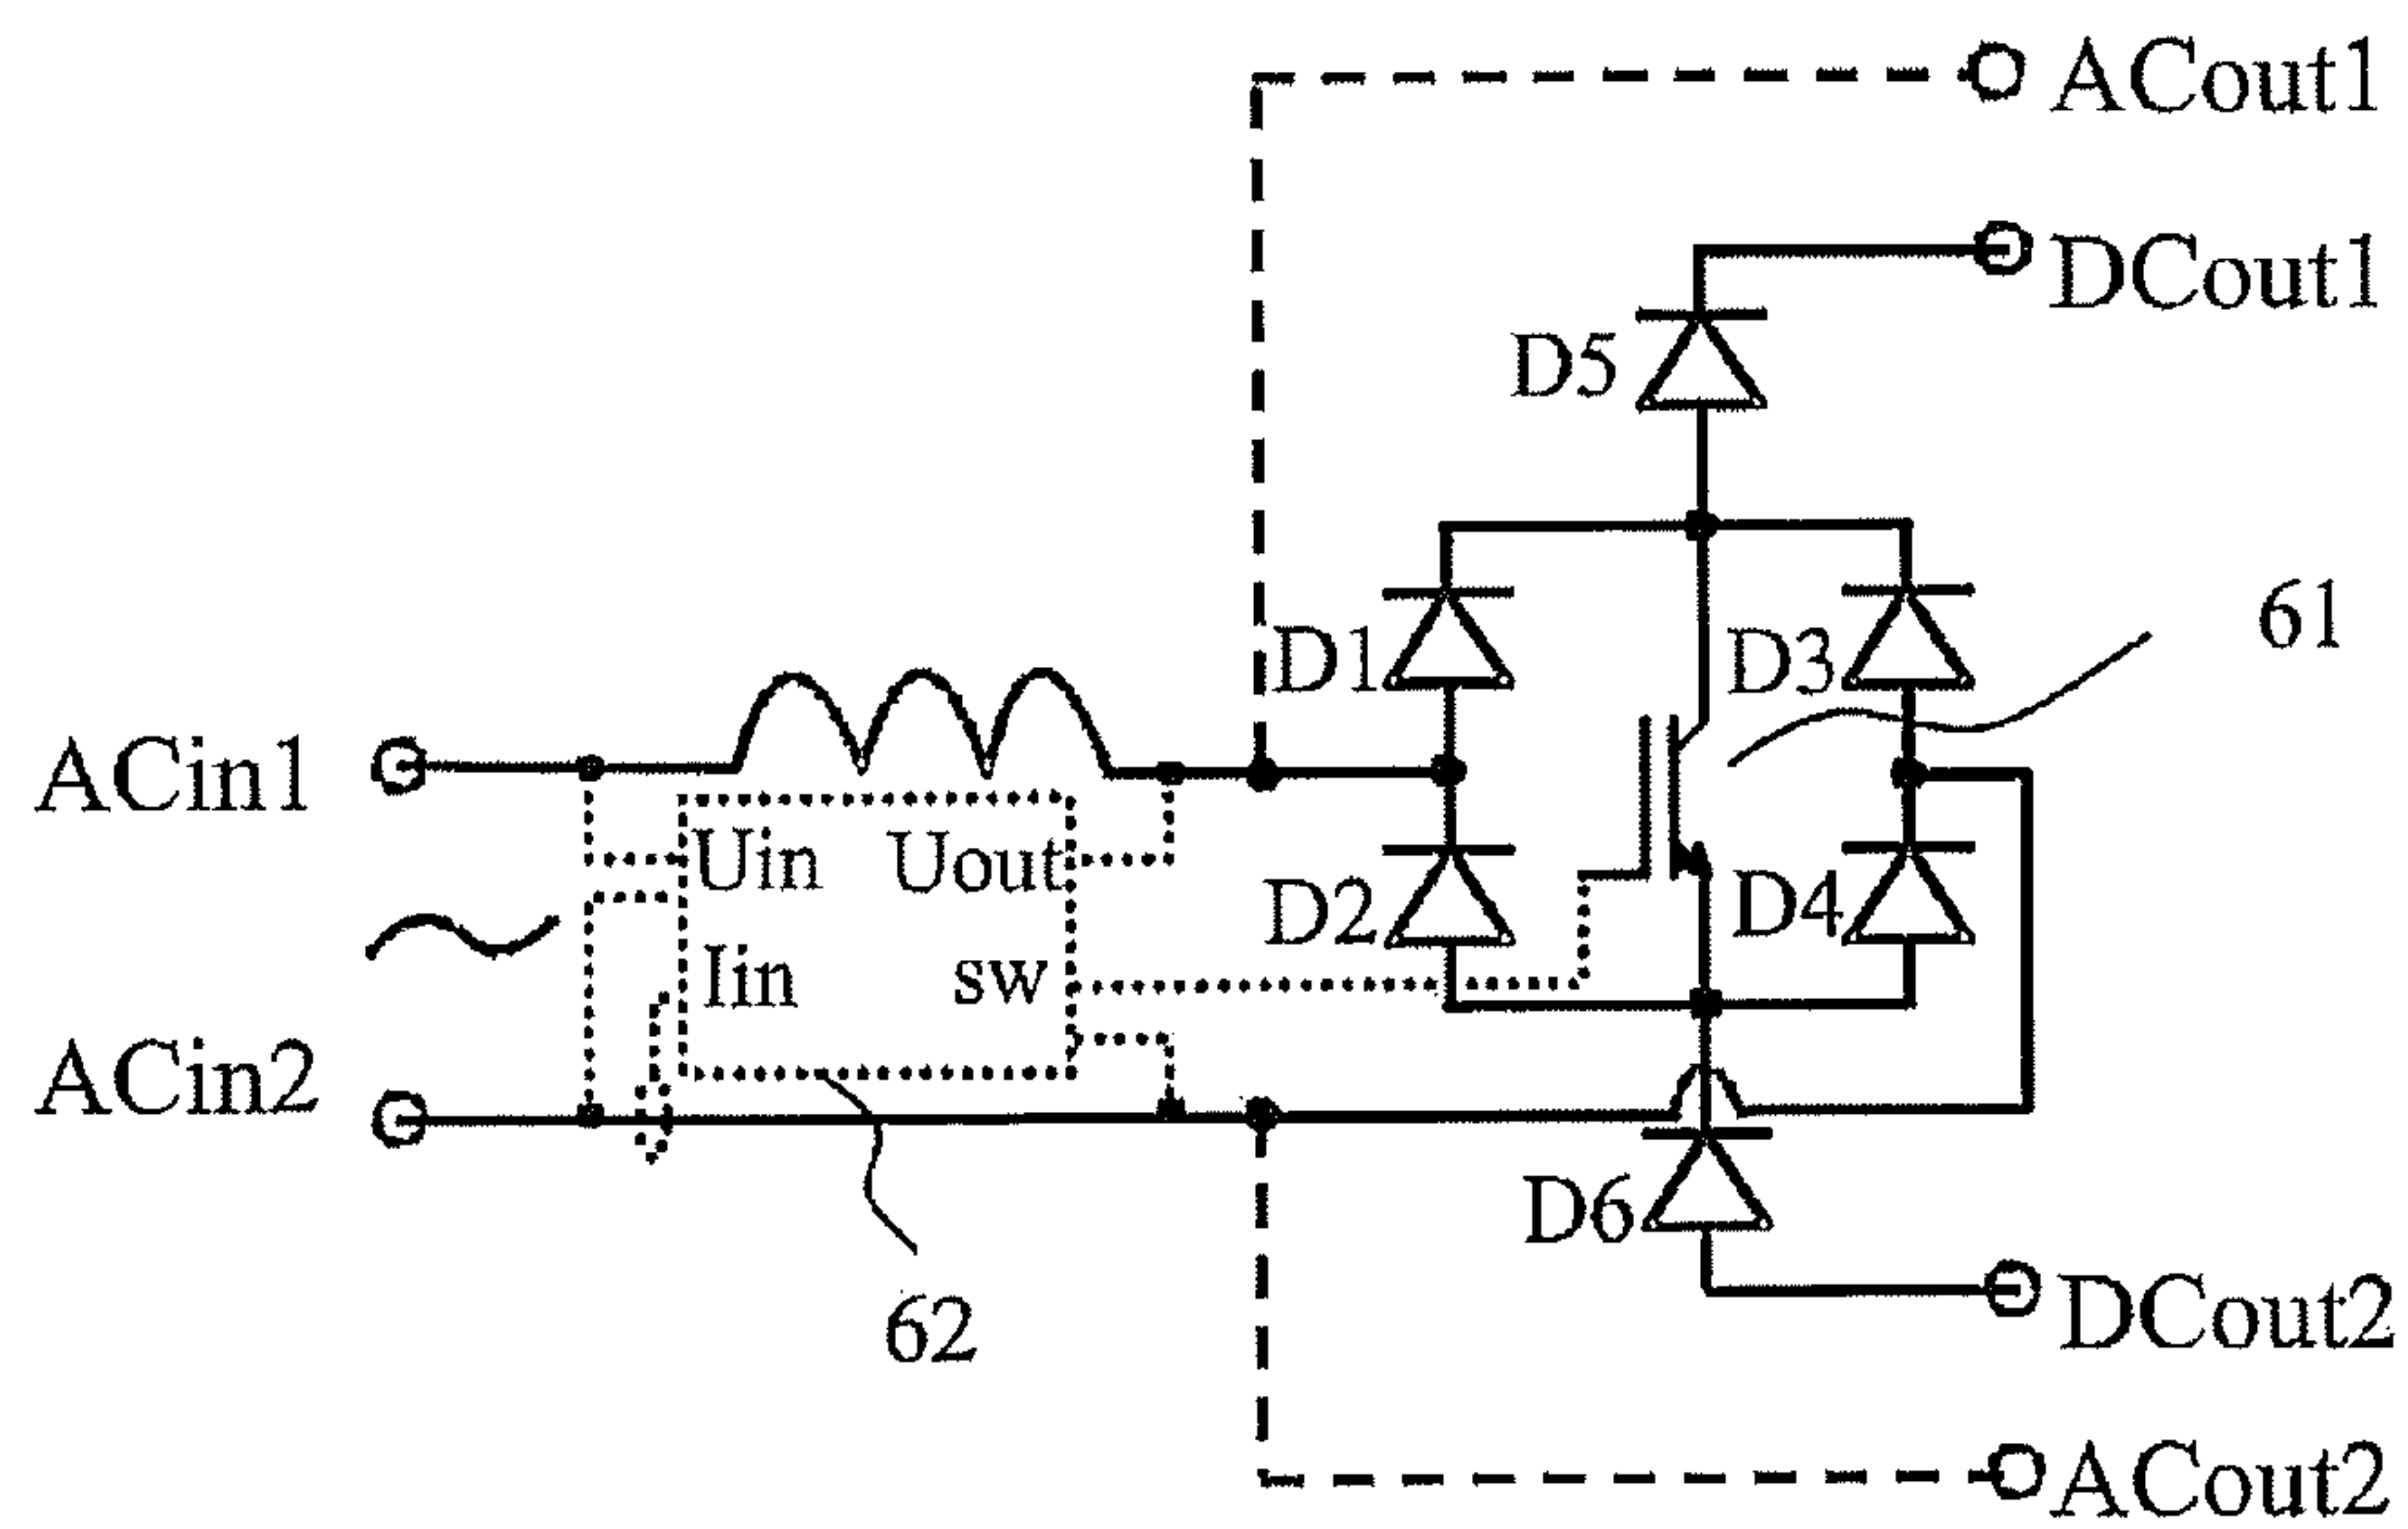 ACout1
DCout1
D5
61
D1
D3
ACin1
Uin
Uout
D2
D4
Iin
sw
ACin2
D6
62
DCout2
ACout2